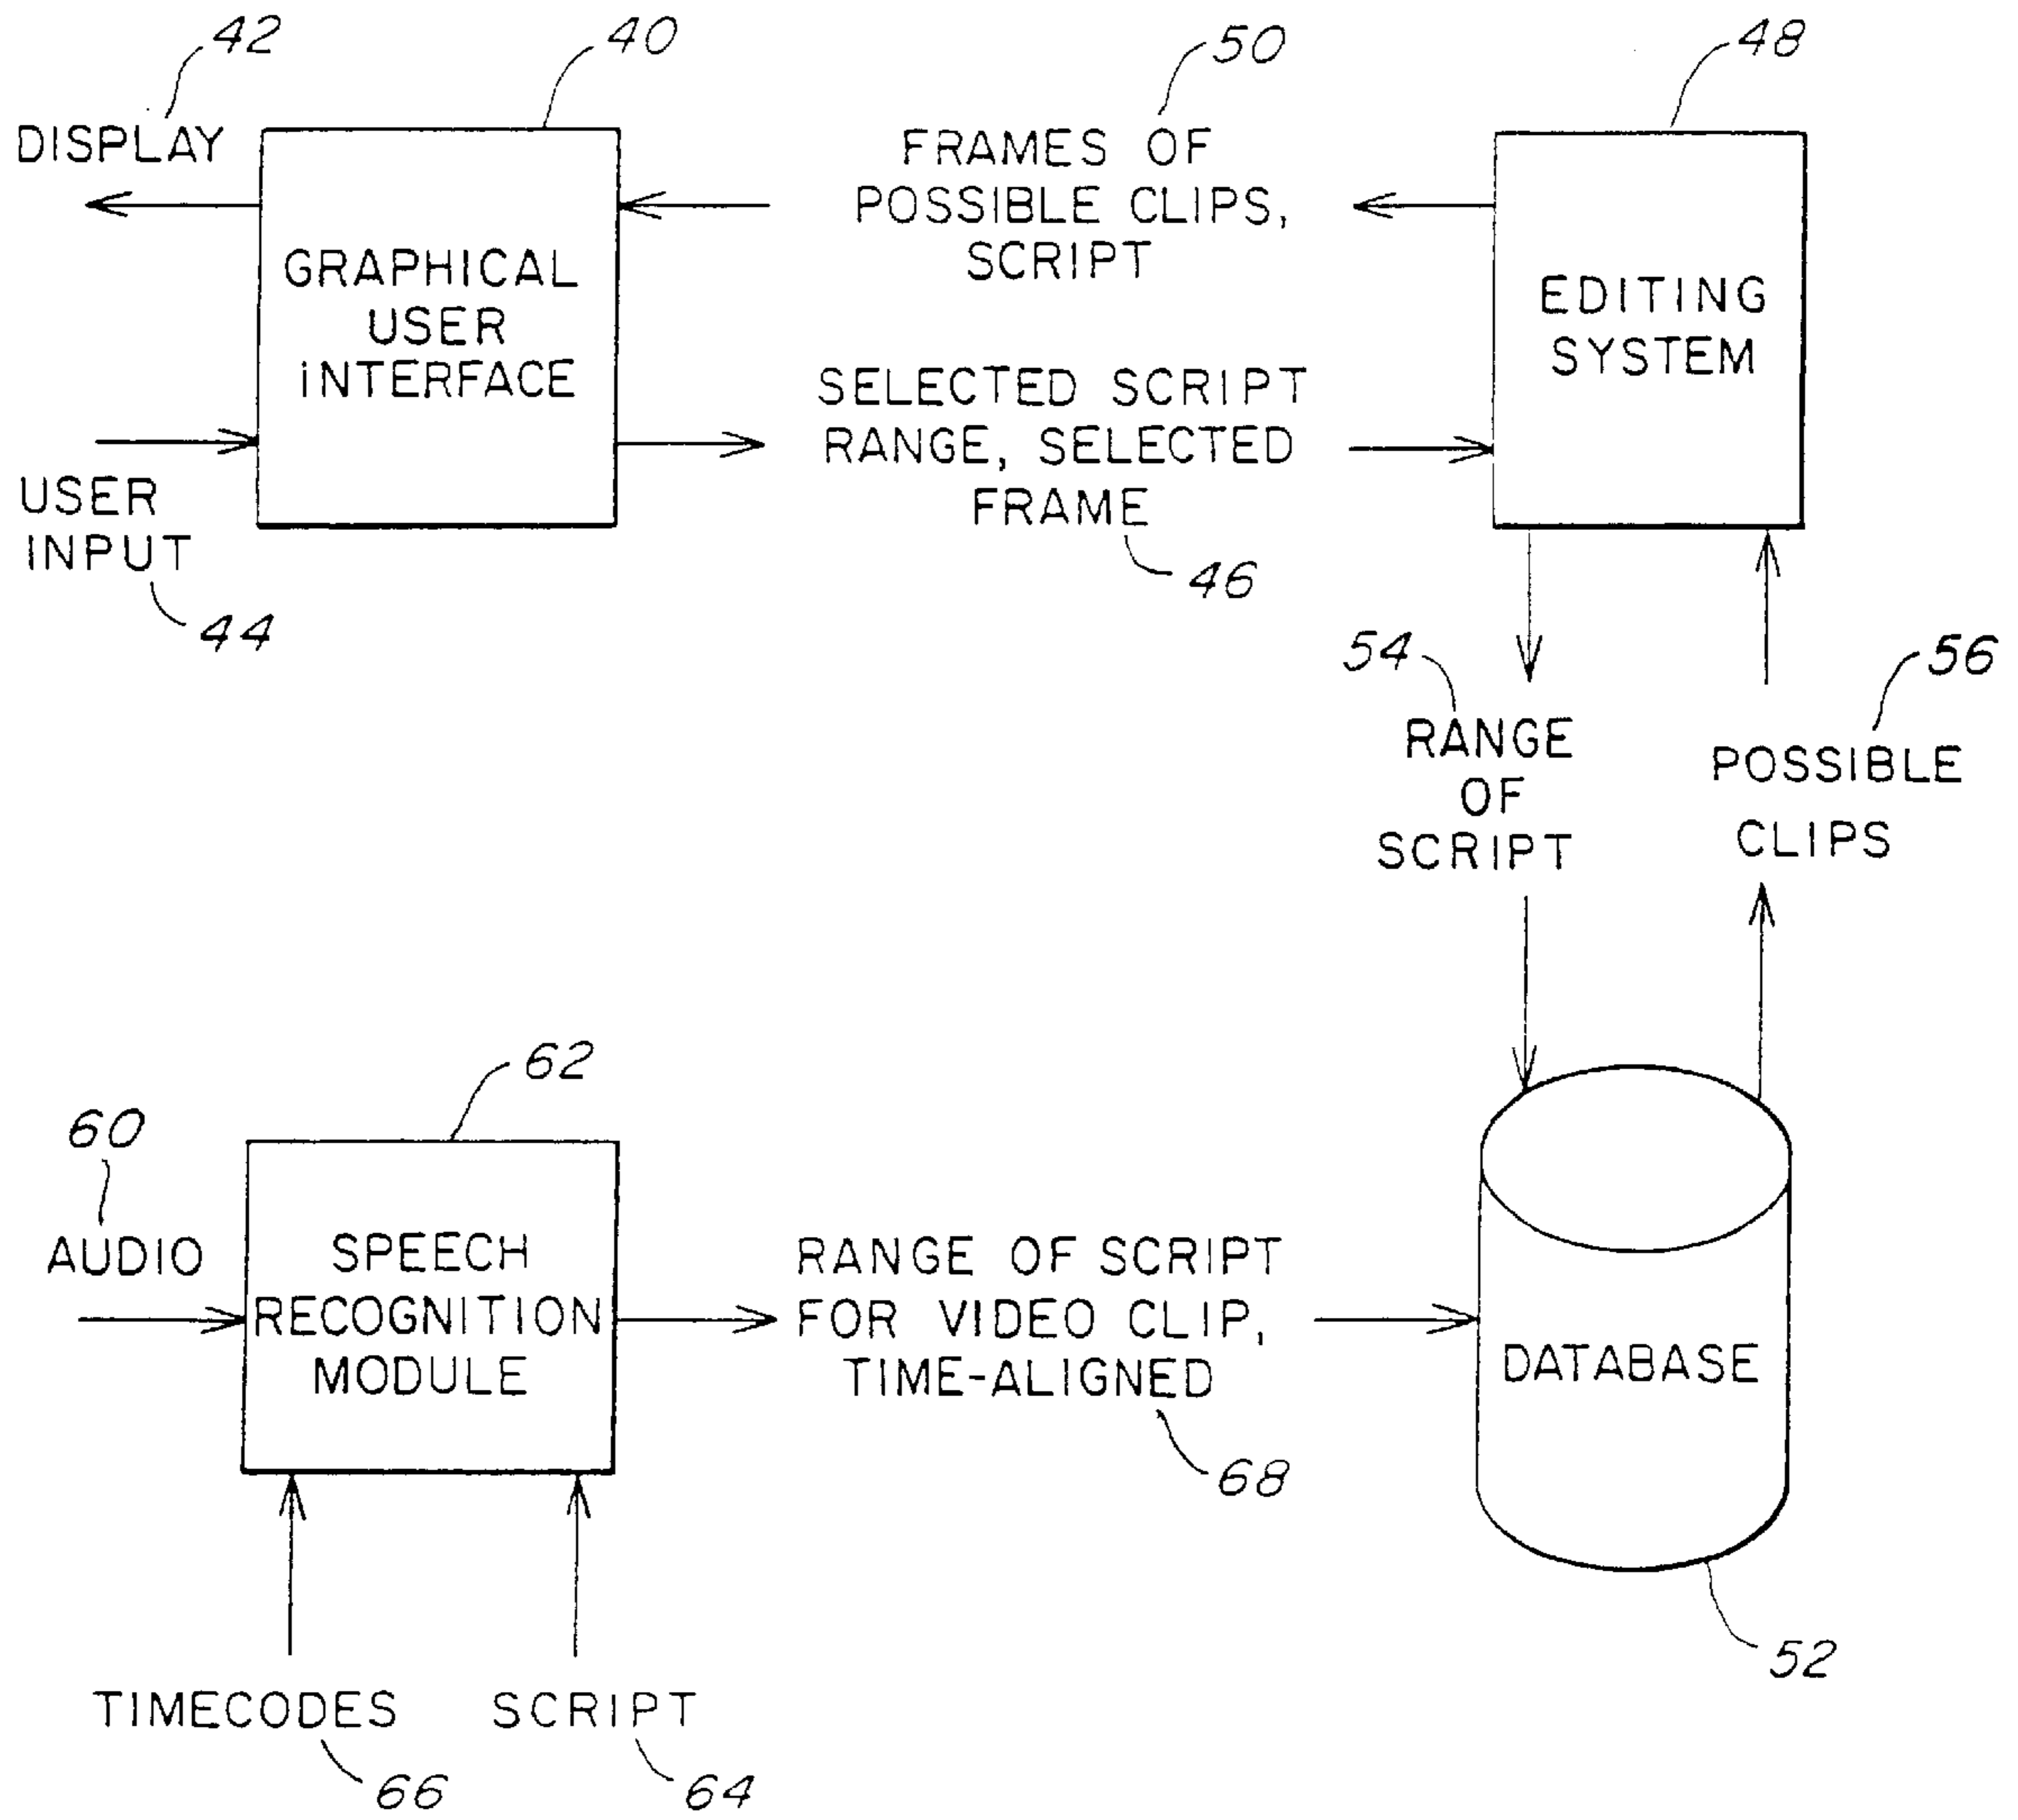 42
40
50
48
DISPLAY
FRAMES OF
POSSIBLE CLIPS,
SCRIPT
GRAPHICAL
USER
INTERFACE
EDITING
SYSTEM
SELECTED SCRIPT
RANGE, SELECTED
FRAME
46
USER
INPUT
44
54
RANGE
OF
SCRIPT
56
POSSIBLE
CLIPS
62
60
AUDIO
SPEECH
RECOGNITION
MODULE
RANGE OF SCRIPT
FOR VIDEO CLIP,
TIME-ALIGNED
68
DATABASE
52
TIMECODES
66
SCRIPT
64